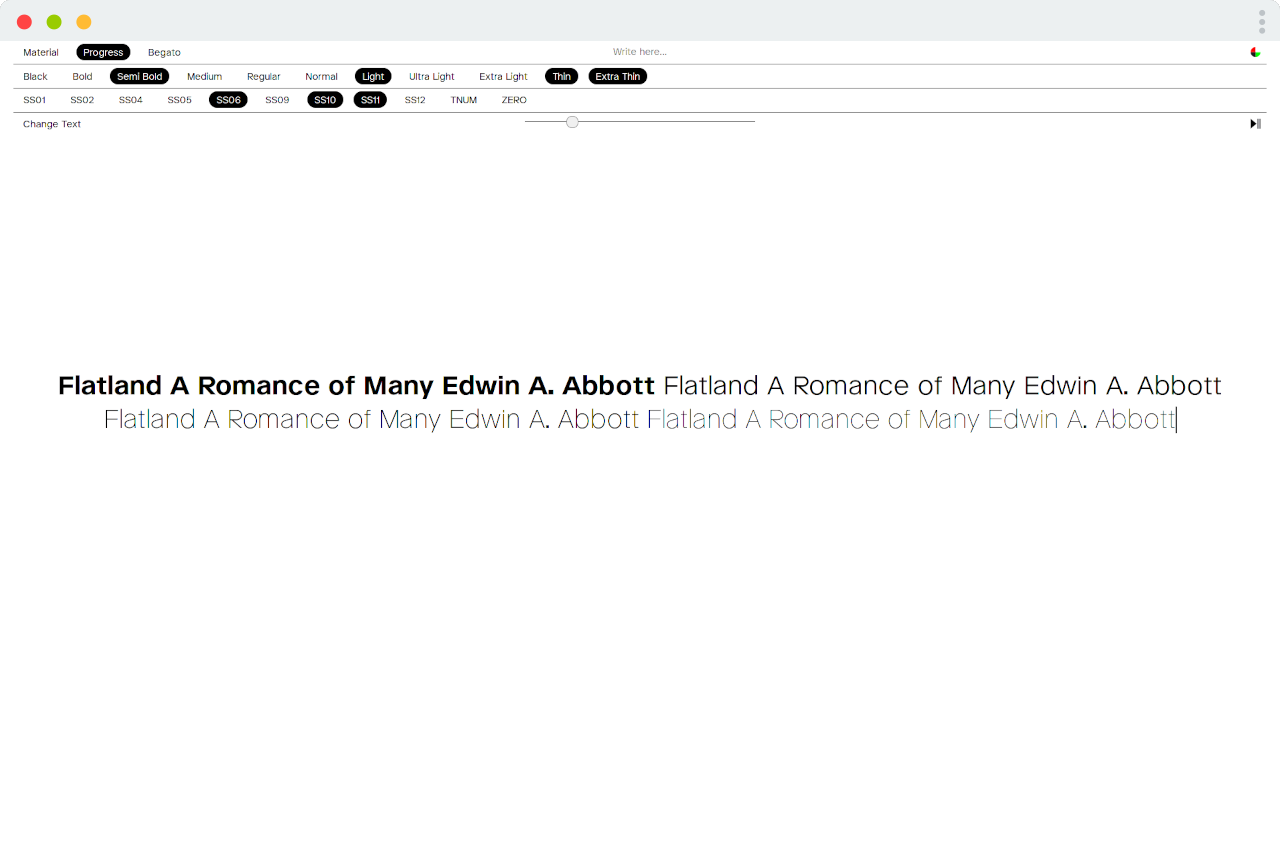 Material Progress Begato Write here...
Black Bold Semi Bold Medium Regular Normal Light Ultra Light Extra Light Thin Extra Thin
SS01 SS02 SS04 SS05 SS06 SS09 SS10 SS11 SS12 TNUM ZERO
Change Text
Flatland A Romance of Many Edwin A. Abbott Flatland A Romance of Many Edwin A. Abbott
Flatland A Romance of Many Edwin A. Abbott Flatland A Romance of Many Edwin A. Abbott